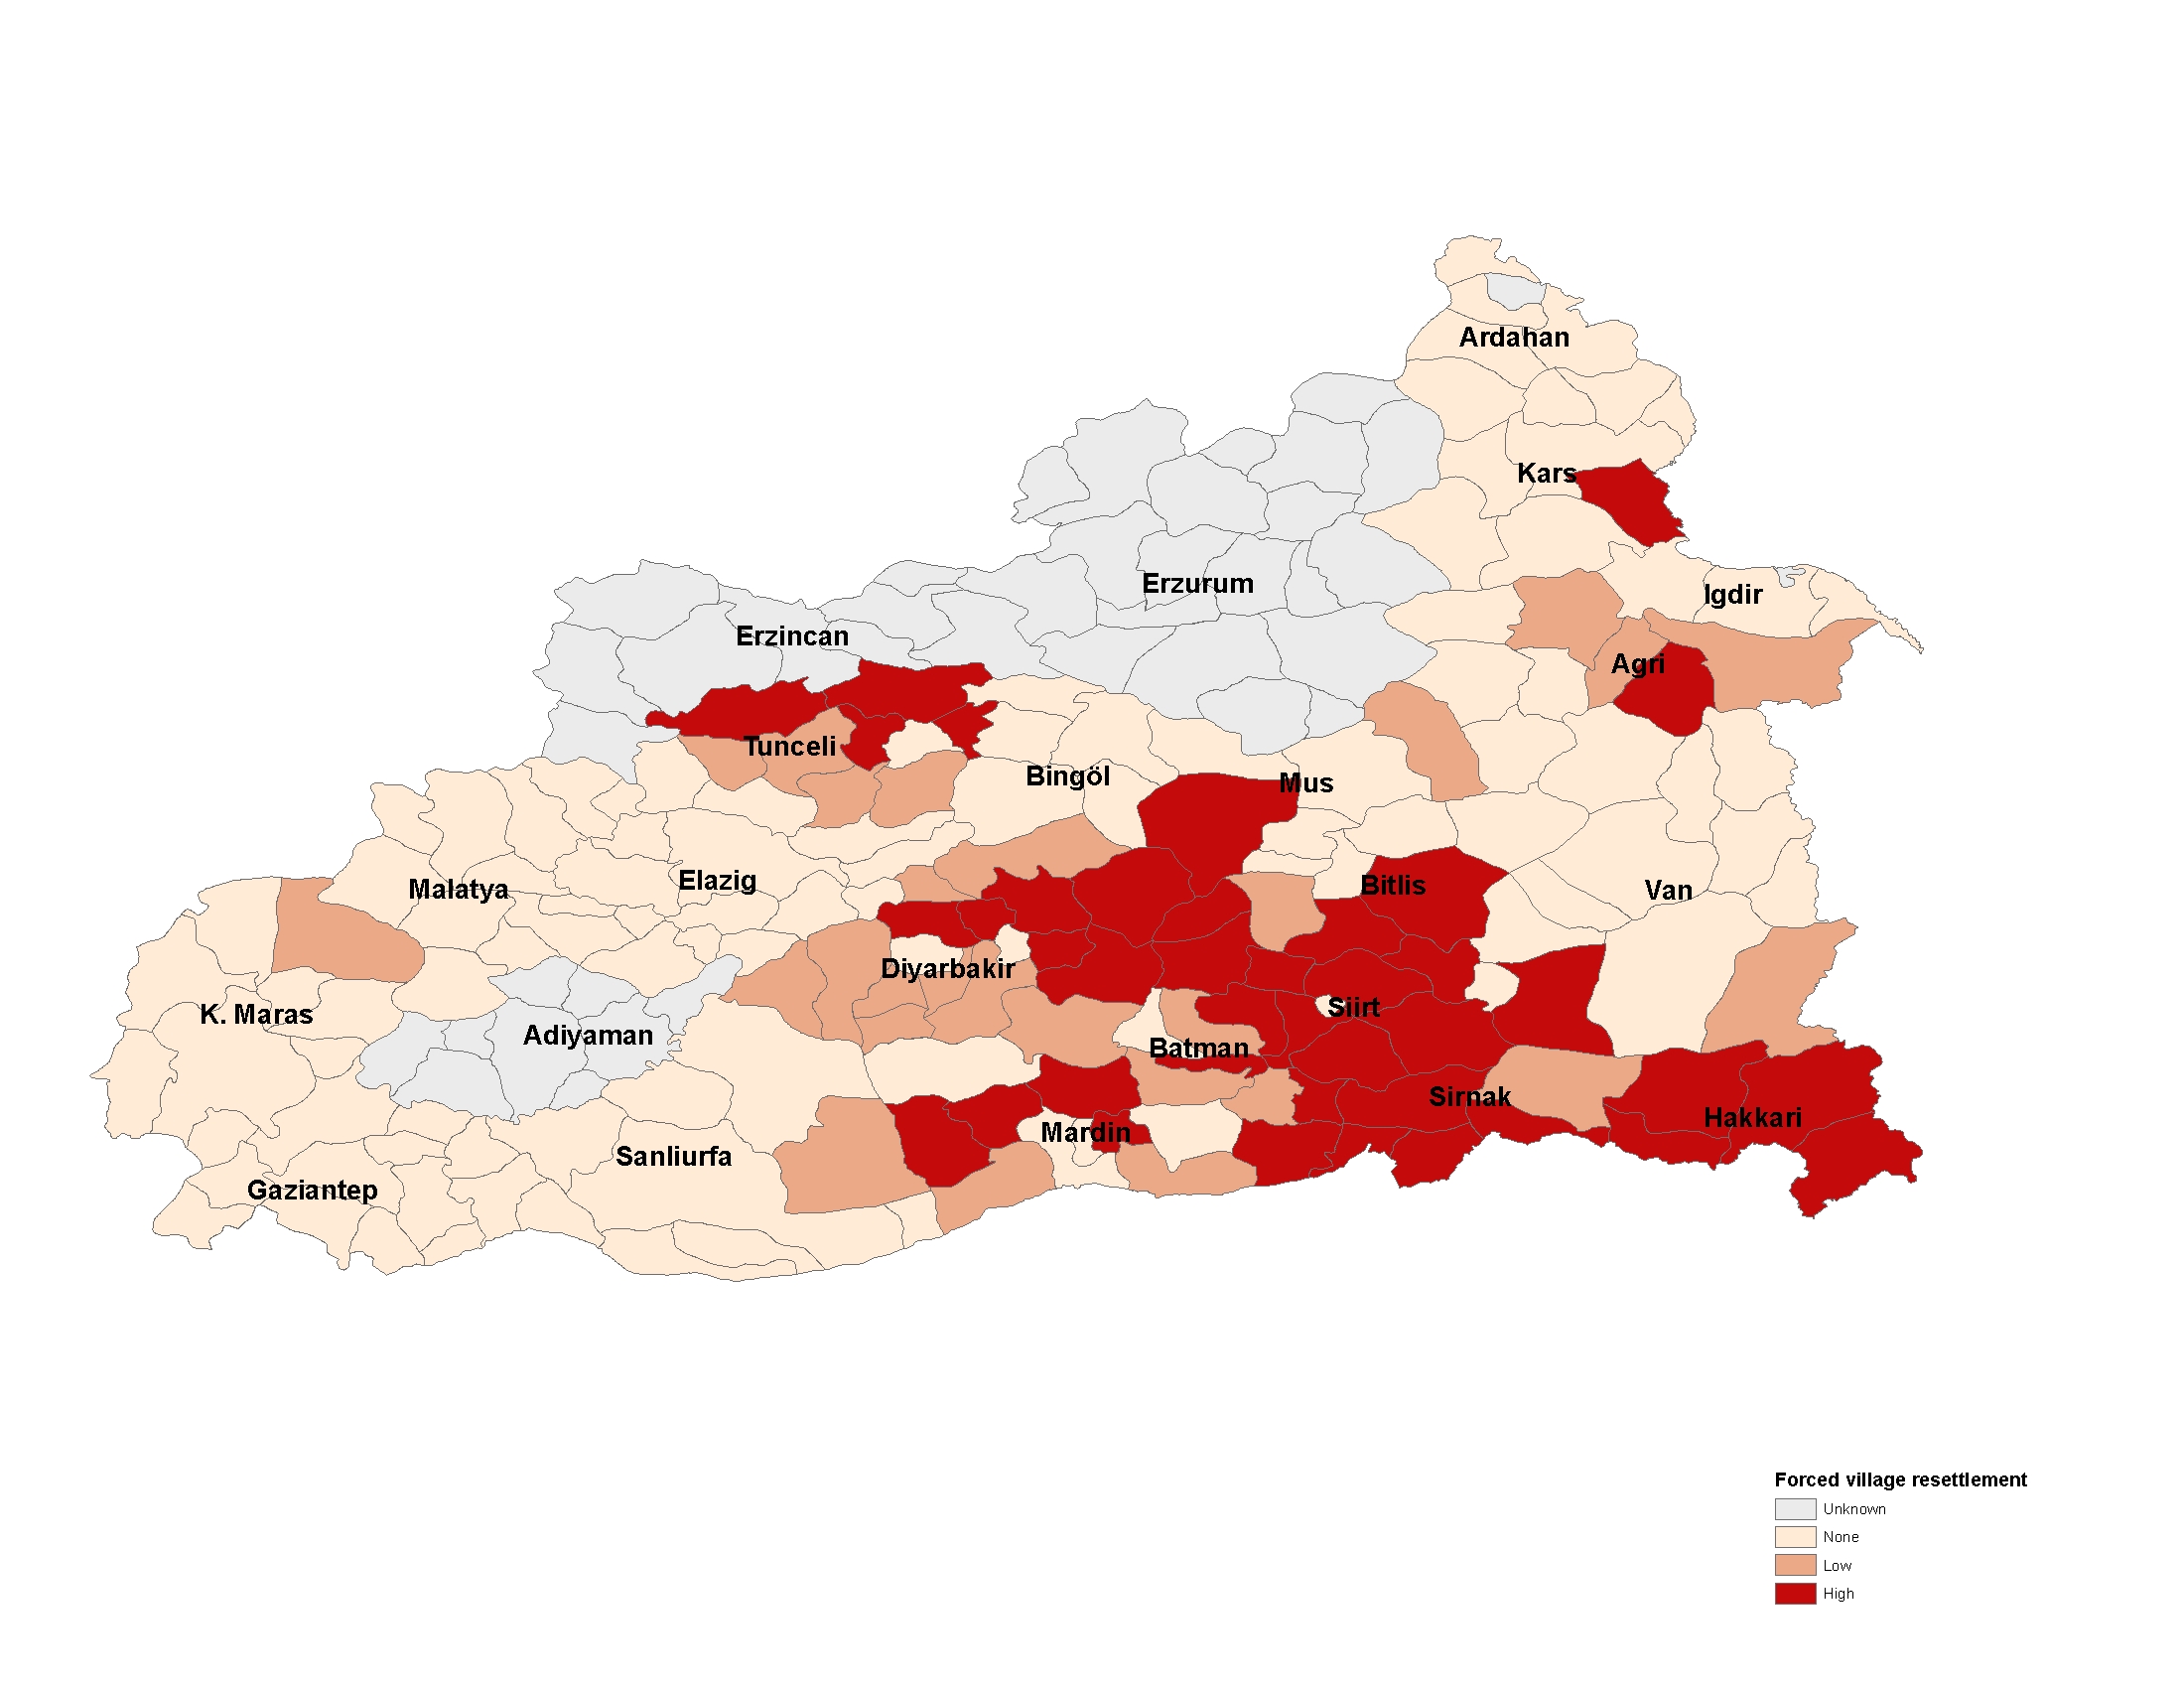 Ardahan
Kars
Erzurum
Igdir
Erzincan
Agri
Tunceli
Bingöl
Mus
Elazig
Malatya
Bitlis
Van
Diyarbakir
K. Maras
Siirt
Adiyaman
Batman
Sirnak
Hakkari
Mardin
Sanliurfa
Gaziantep
Forced village resettlement
Unknown
None
Low
High